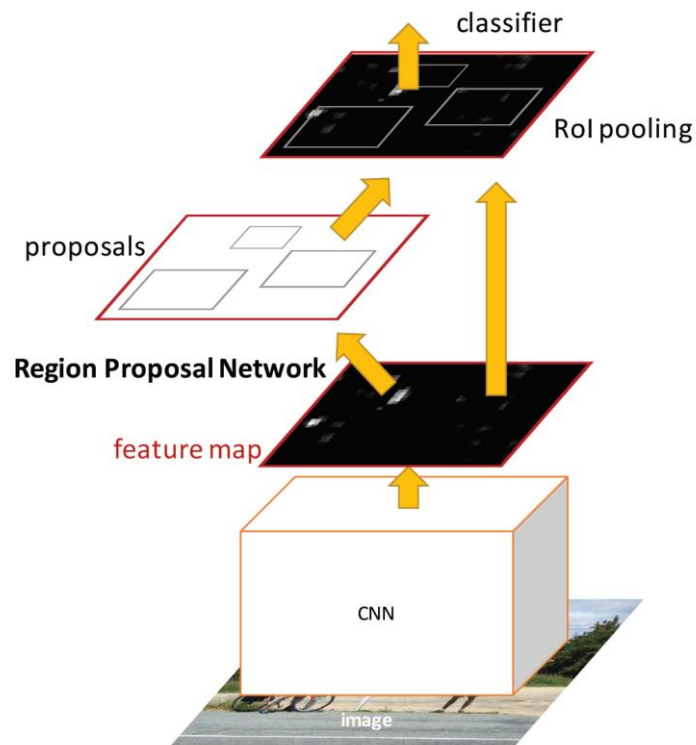 classifier
RoI pooling
proposals
Region Proposal Network
feature map
CNN
image